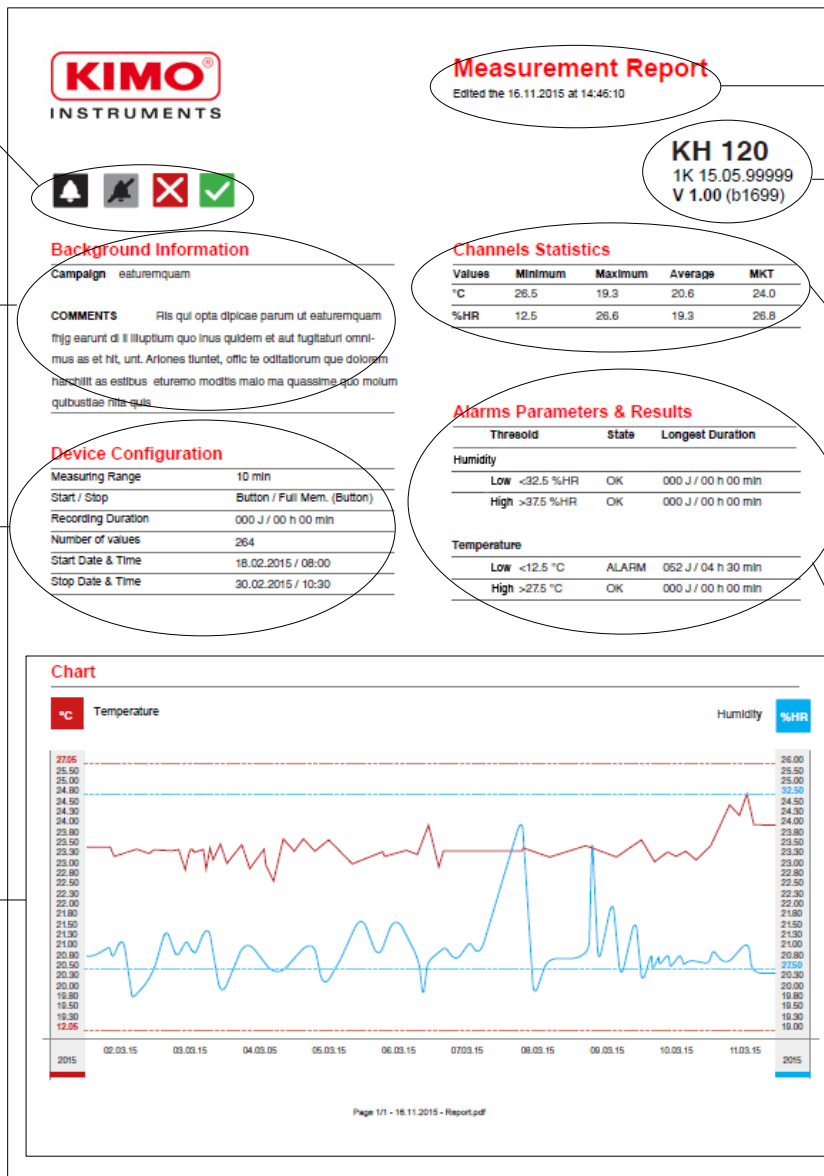 KIMO®
INSTRUMENTS
Measurement Report
Edited the 16.11.2015 at 14:46:10
KH 120
1K 15.05.99999
V 1.00 (b1699)
Background Information
Campaign eaturemquam
COMMENTS Ris qui opta dipicae parum ut eaturemquam
fhjg earunt di il illuptium quo inus quidem et aut fugitaturi omni-
mus as et hit, unt. Ariones tiuntet, offic te oditatiorum que dolorem
harchilit as estibus eturemo moditis maio ma quassime quo molum
quibustiae nita quis
Device Configuration
Measuring Range 10 min
Start / Stop Button / Full Mem. (Button)
Recording Duration 000 J / 00 h 00 min
Number of values 264
Start Date & Time 18.02.2015 / 08:00
Stop Date & Time 30.02.2015 / 10:30
Channels Statistics
Values Minimum Maximum Average MKT
°C 26.5 19.3 20.6 24.0
%HR 12.5 26.6 19.3 26.8
Alarms Parameters & Results
Thresold State Longest Duration
Humidity
Low <32.5 %HR OK 000 J / 00 h 00 min
High >37.5 %HR OK 000 J / 00 h 00 min
Temperature
Low <12.5 °C ALARM 052 J / 04 h 30 min
High >27.5 °C OK 000 J / 00 h 00 min
Chart
°C Temperature
Humidity %HR
27.05
25.50
25.00
24.80
24.50
24.30
24.00
23.80
23.50
23.30
23.00
22.80
22.50
22.30
22.00
21.80
21.50
21.30
21.00
20.80
20.50
20.30
20.00
19.80
19.50
19.30
12.05
26.00
25.50
25.00
32.50
24.50
24.30
24.00
23.80
23.50
23.30
23.00
22.80
22.50
22.30
22.00
21.80
21.50
21.30
21.00
20.80
27.50
20.30
20.00
19.80
19.50
19.30
19.00
2015 02.03.15 03.03.15 04.03.05 05.03.15 06.03.15 07.03.15 08.03.15 09.03.15 10.03.15 11.03.15 2015
Page 1/1 - 16.11.2015 - Report.pdf